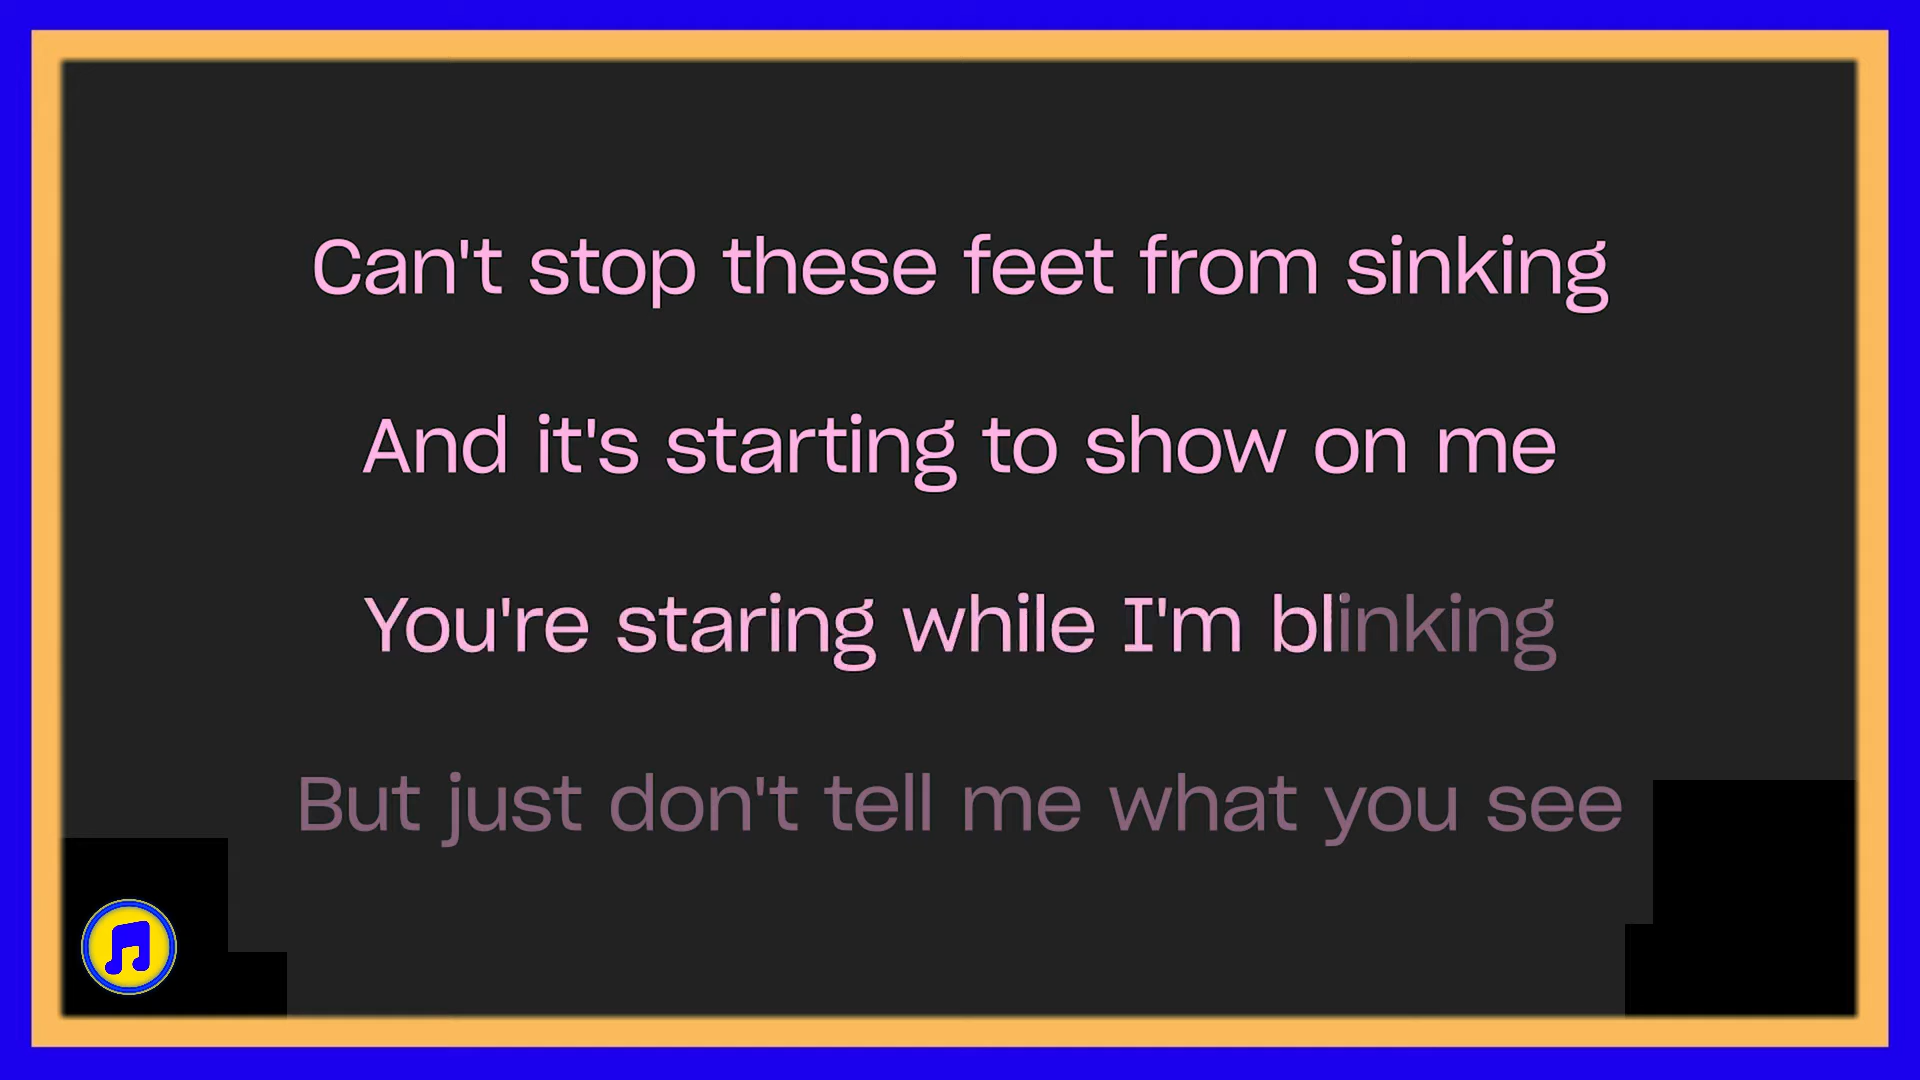 Can't stop these feet from sinking
And it's starting to show on me
You're staring while I'm blinking
But just don't tell me what you see